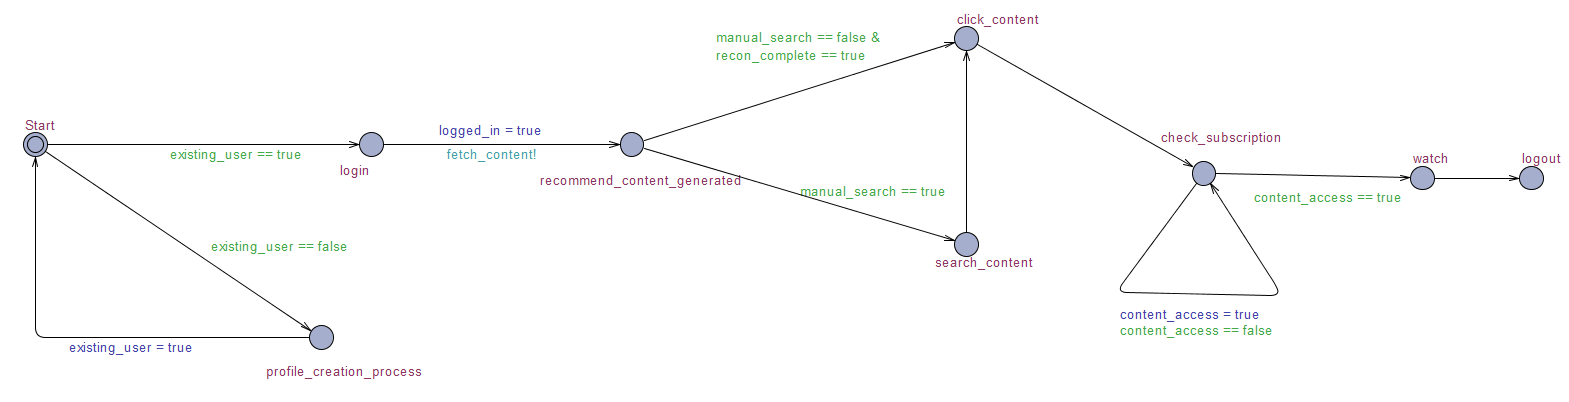 click_content
manual_search == false &
recon_complete == true
Start
logged_in = true
existing_user == true
fetch_content!
login
recommend_content_generated
manual_search == true
check_subscription
watch
logout
content_access == true
existing_user == false
search_content
content_access = true
content_access == false
existing_user = true
profile_creation_process